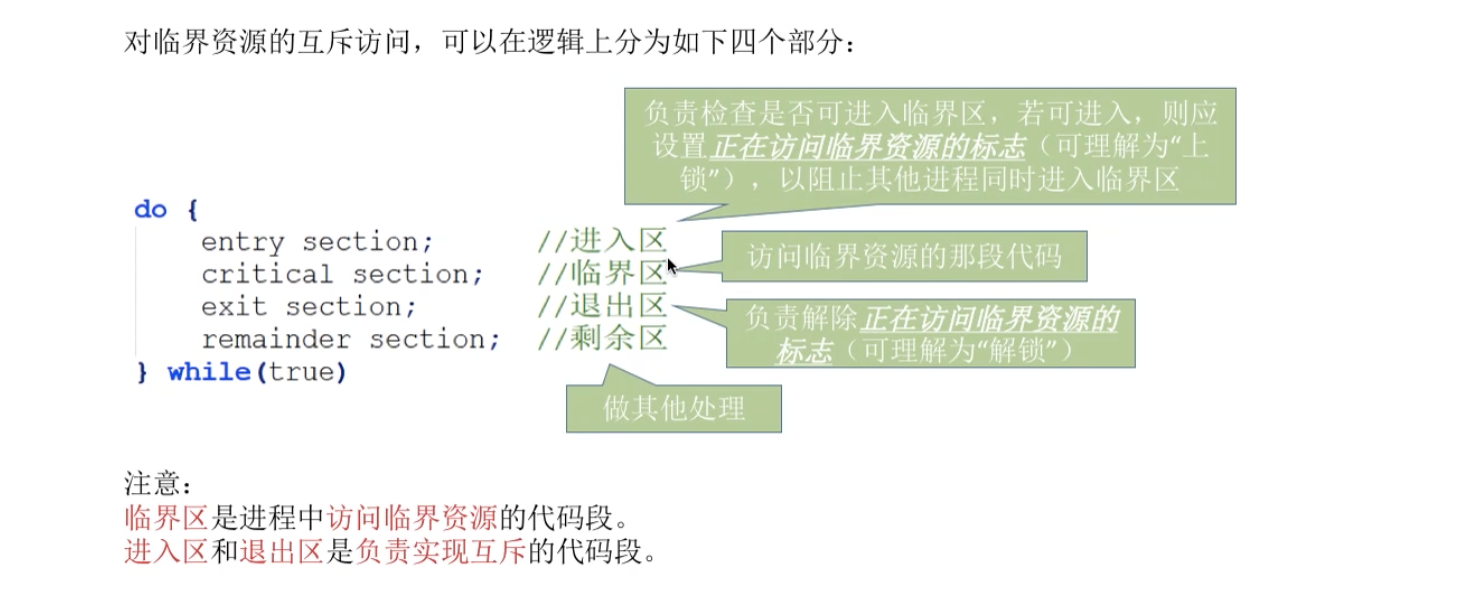 对临界资源的互斥访问，可以在逻辑上分为如下四个部分：
负责检查是否可进入临界区，若可进入，则应
设置正在访问临界资源的标志（可理解为“上
锁”），以阻止其他进程同时进入临界区
do {
entry section; //进入区
critical section; //临界区
访问临界资源的那段代码
exit section; //退出区
负责解除正在访问临界资源的
标志（可理解为“解锁”）
remainder section; //剩余区
} while(true)
做其他处理
注意：
临界区是进程中访问临界资源的代码段。
进入区和退出区是负责实现互斥的代码段。